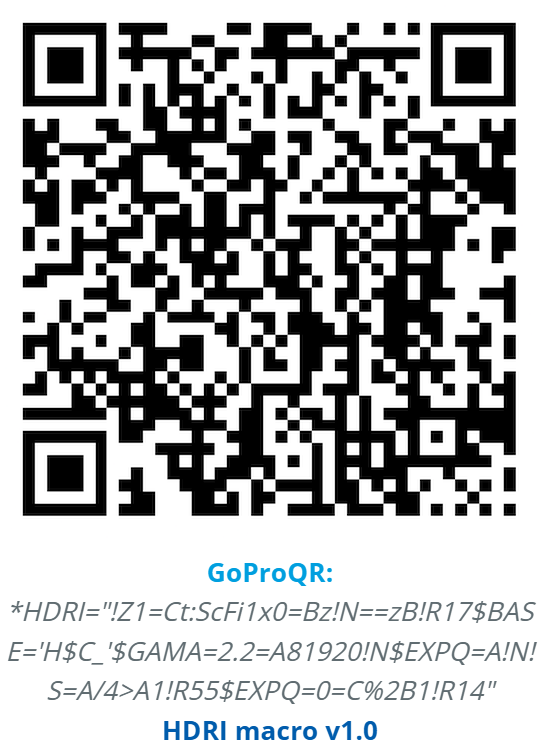 GoProQR:
*HDRI="!Z1=Ct:ScFi1x0=Bz!N==zB!R17$BAS
E='H$C_'$GAMA=2.2=A81920!N$EXPQ=A!N!
S=A/4>A1!R55$EXPQ=0=C%2B1!R14"
HDRI macro v1.0